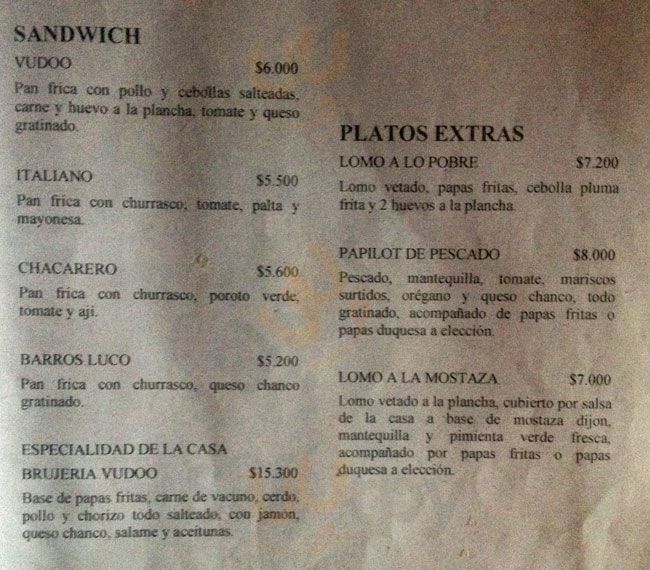 SANDWICH
VUDOO $6.000
Pan frica con pollo y cebollas salteadas,
carne y huevo a la plancha, tomate y queso
gratinado.
ITALIANO $5.500
Pan frica con churrasco, tomate, palta y
mayonesa.
CHACARERO $5.600
Pan frica con churrasco, poroto verde,
tomate y ají.
BARROS LUCO $5.200
Pan frica con churrasco, queso chanco
gratinado.
ESPECIALIDAD DE LA CASA
BRUJERIA VUDOO $15.300
Base de papas fritas, carne de vacuno, cerdo,
pollo y chorizo todo salteado, con jamón,
queso chanco, salame y aceitunas.
PLATOS EXTRAS
LOMO A LO POBRE $7.200
Lomo vetado, papas fritas, cebolla pluma
frita y 2 huevos a la plancha.
PAPILOT DE PESCADO $8.000
Pescado, mantequilla, tomate, mariscos
surtidos, orégano y queso chanco, todo
gratinado, acompañado de papas fritas o
papas duquesa a elección.
LOMO A LA MOSTAZA $7.000
Lomo vetado a la plancha, cubierto por salsa
de la casa a base de mostaza dijon,
mantequilla y pimienta verde fresca,
acompañado por papas fritas o papas
duquesa a elección.